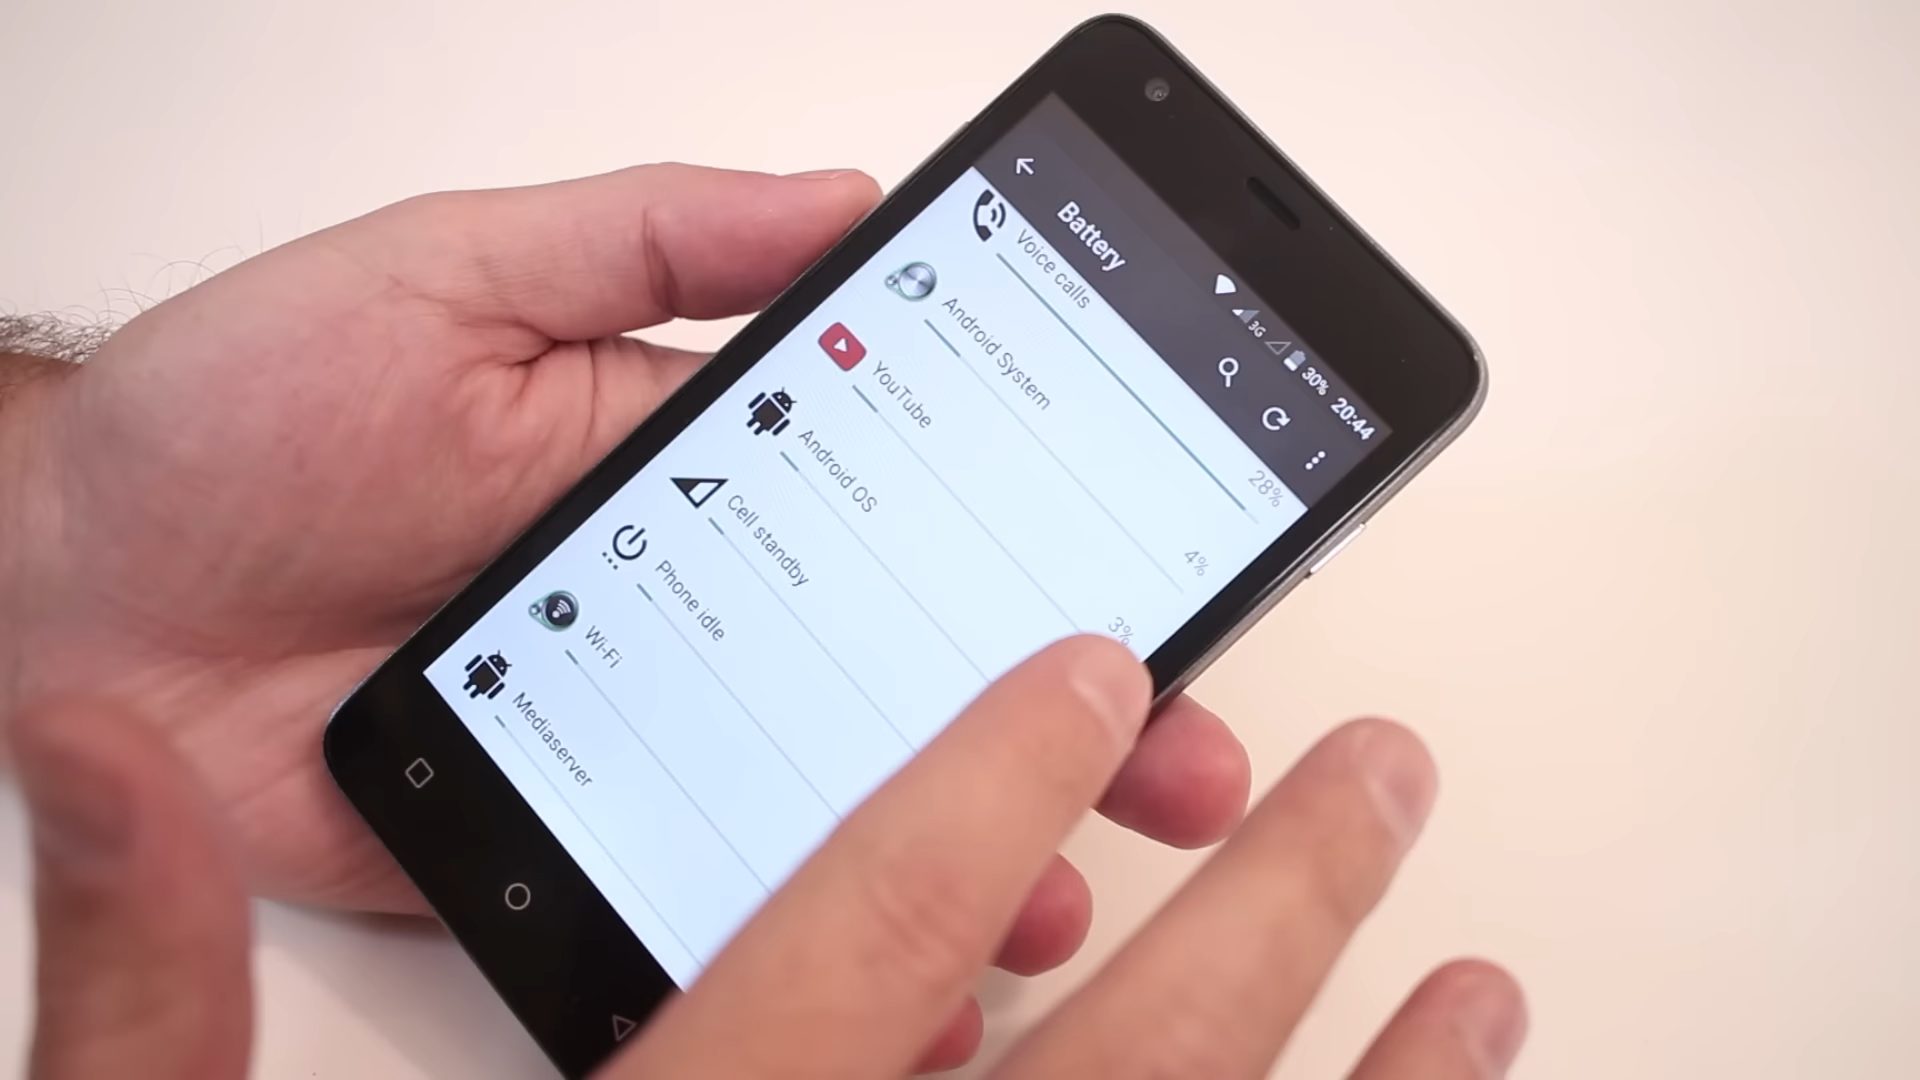 3G 30% 20:44
Battery
Voice calls 28%
Android System 4%
YouTube 3%
Android OS
Cell standby
Phone idle
Wi-Fi
Mediaserver